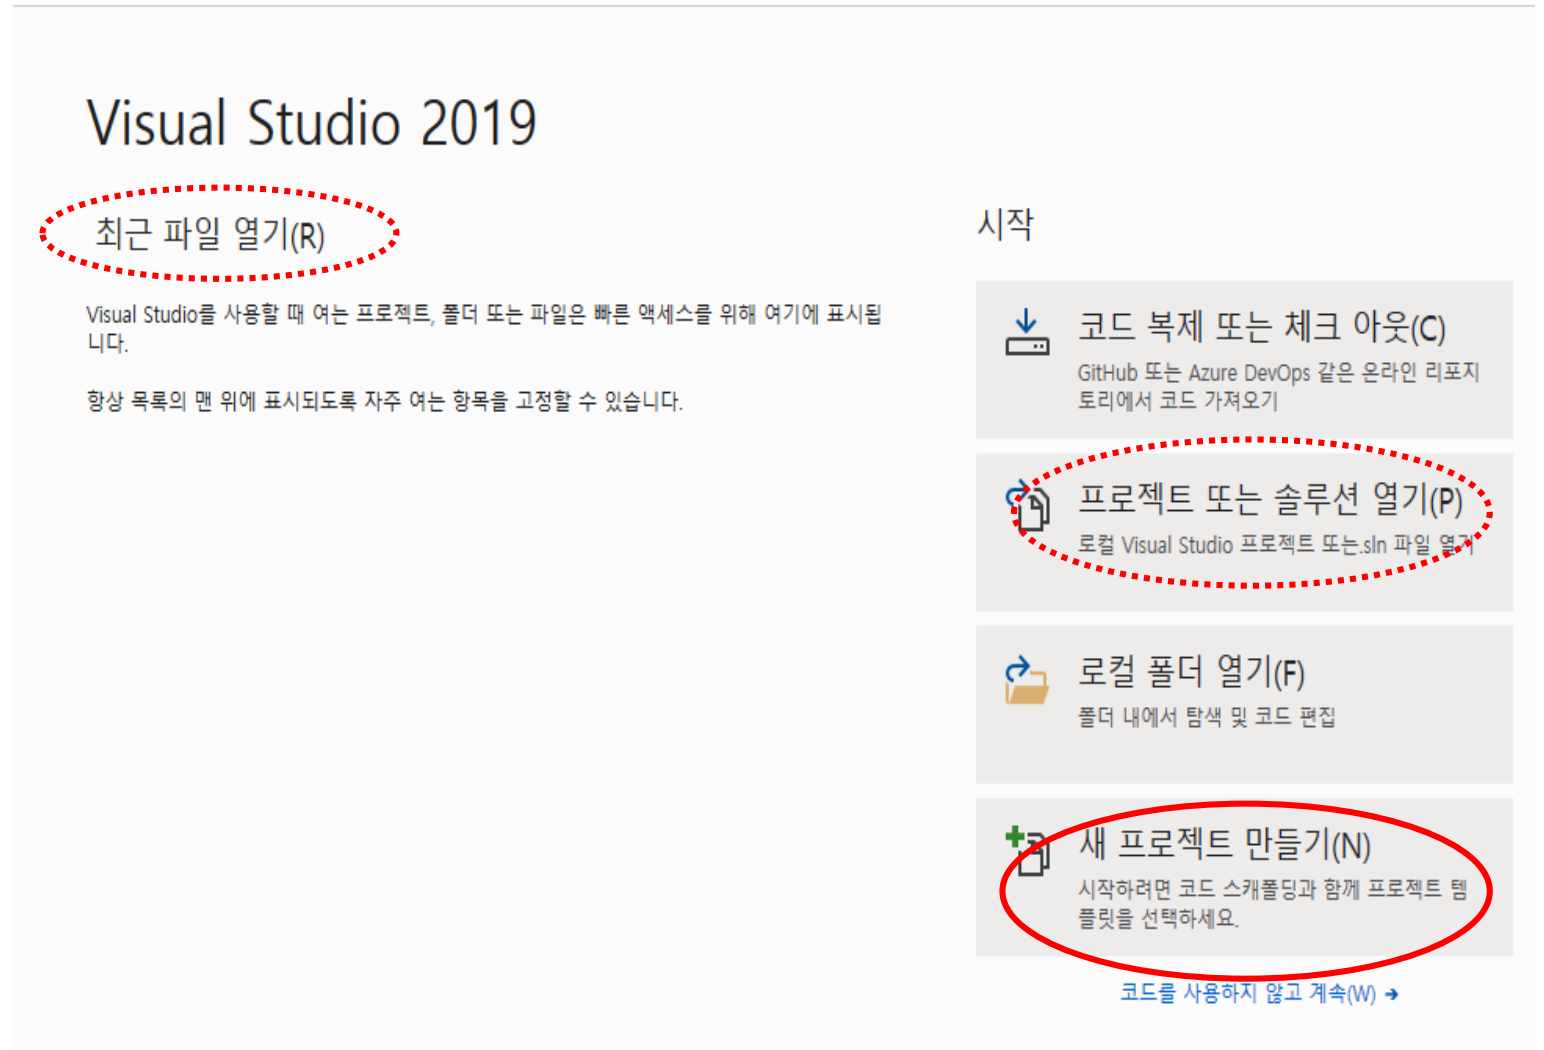 Visual Studio 2019
최근 파일 열기(R)
Visual Studio를 사용할 때 여는 프로젝트, 폴더 또는 파일은 빠른 액세스를 위해 여기에 표시됩
니다.
항상 목록의 맨 위에 표시되도록 자주 여는 항목을 고정할 수 있습니다.
시작
코드 복제 또는 체크 아웃(C)
GitHub 또는 Azure DevOps 같은 온라인 리포지
토리에서 코드 가져오기
프로젝트 또는 솔루션 열기(P)
로컬 Visual Studio 프로젝트 또는.sln 파일 열기
로컬 폴더 열기(F)
폴더 내에서 탐색 및 코드 편집
새 프로젝트 만들기(N)
시작하려면 코드 스캐폴딩과 함께 프로젝트 템
플릿을 선택하세요.
코드를 사용하지 않고 계속(W) →